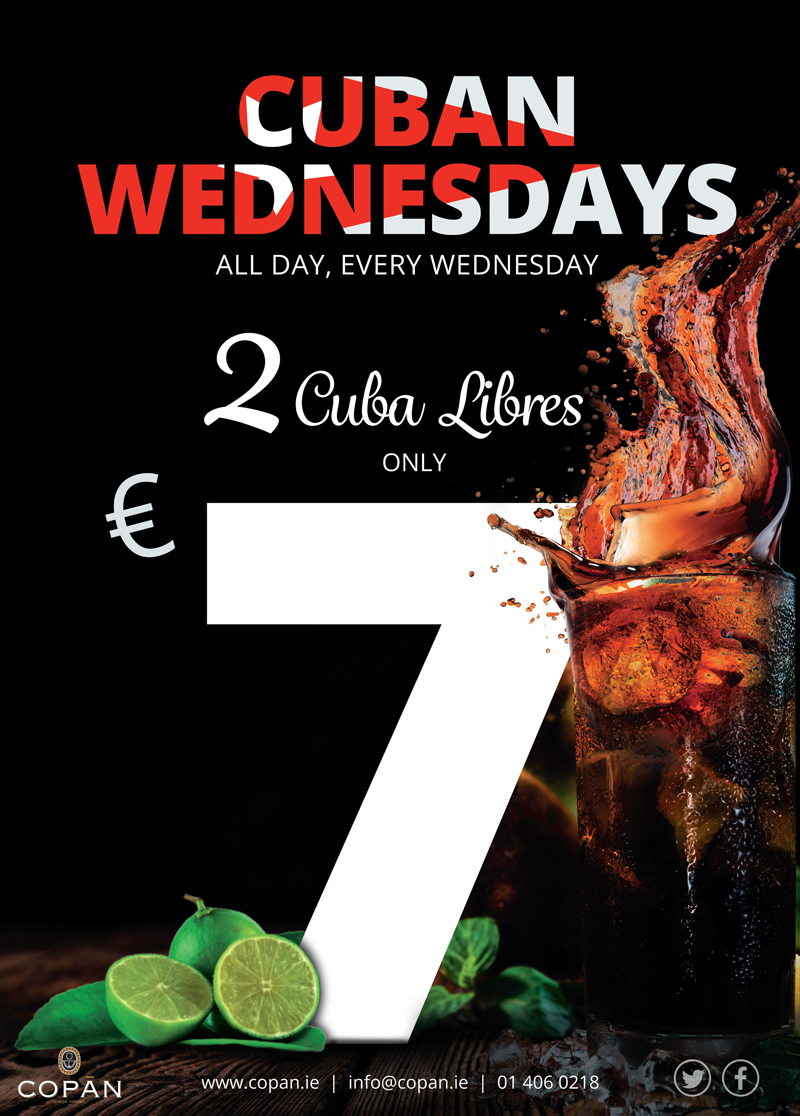 CUBAN
WEDNESDAYS
ALL DAY, EVERY WEDNESDAY
2 Cuba Libres
ONLY
€7
COPÁN
www.copan.ie | info@copan.ie | 01 406 0218